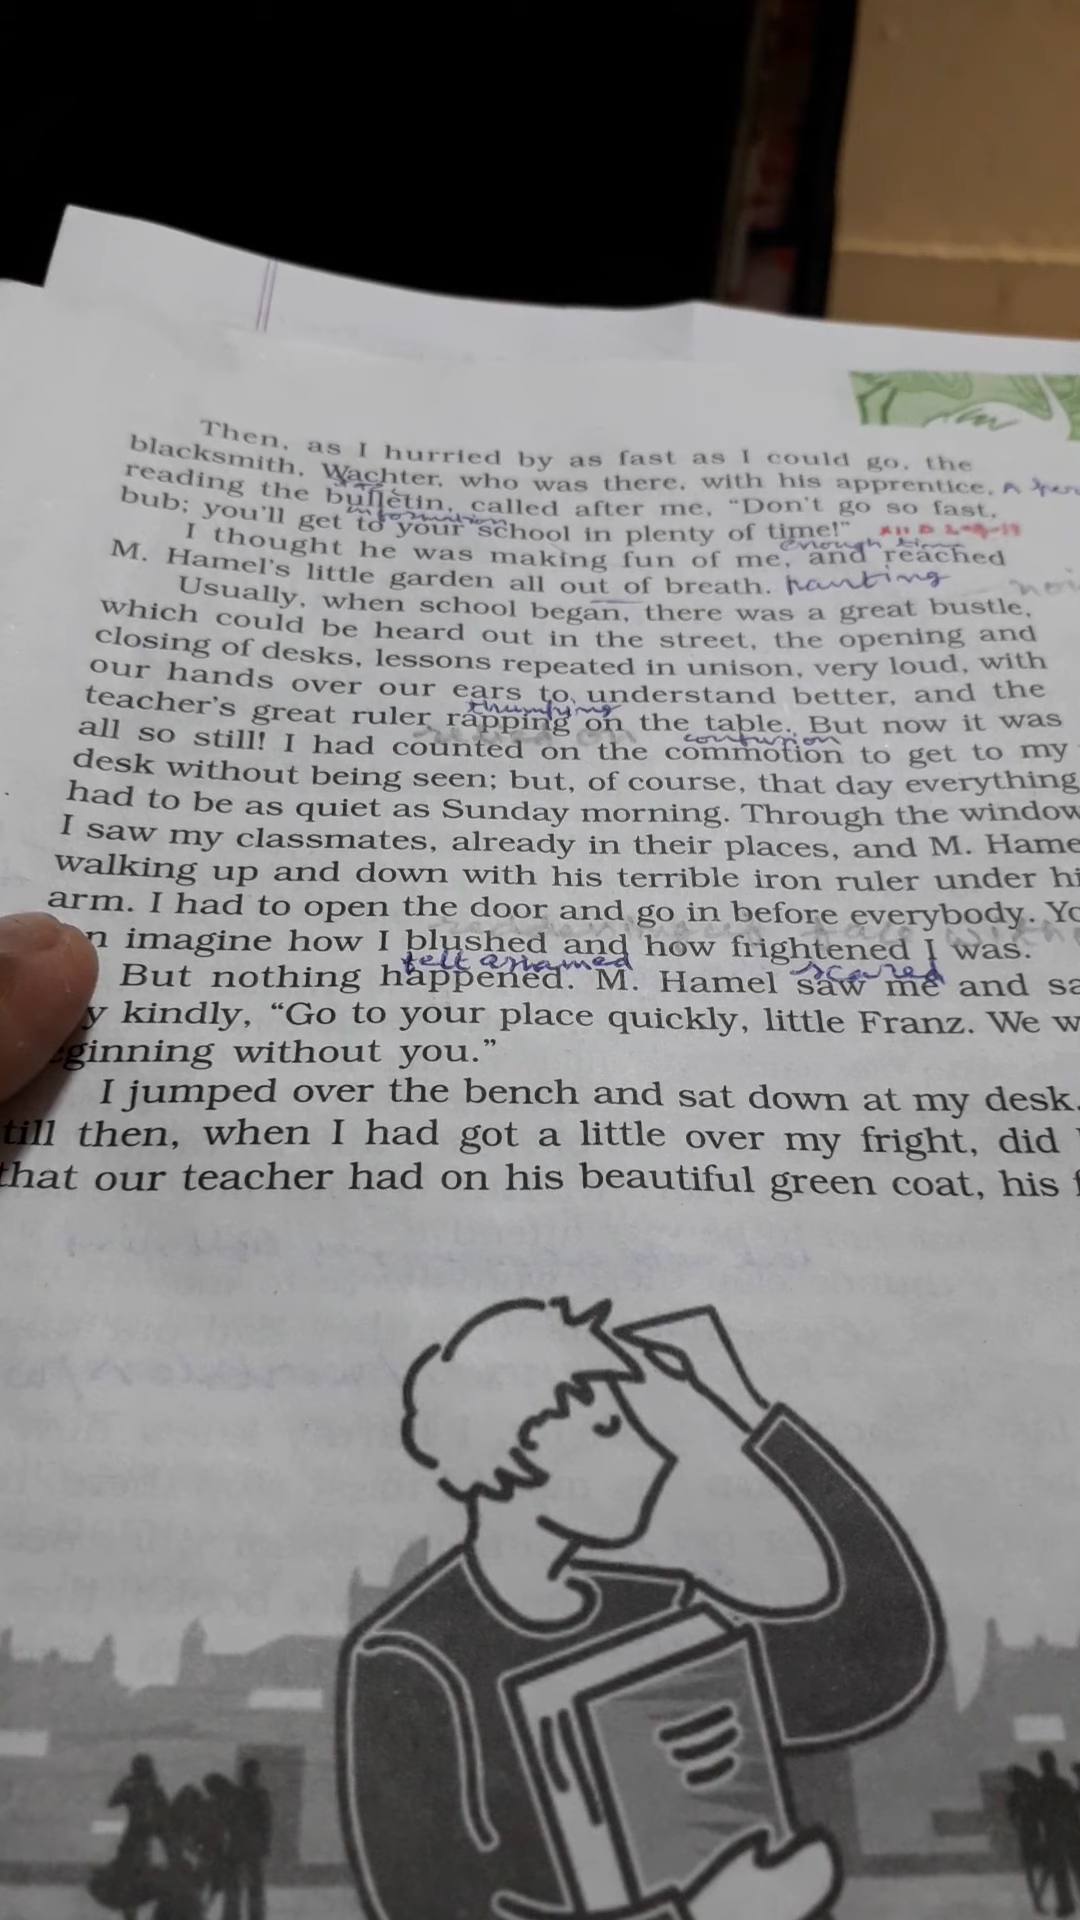 Then, as I hurried by as fast as I could go, the
blacksmith, Wachter, who was there, with his apprentice,
reading the bulletin, called after me, “Don't go so fast,
bub; you'll get to your school in plenty of time!”
information
enough time
I thought he was making fun of me, and reached
M. Hamel's little garden all out of breath. panting
Usually, when school began, there was a great bustle,
which could be heard out in the street, the opening and
closing of desks, lessons repeated in unison, very loud, with
our hands over our ears to understand better, and the
thumping
teacher's great ruler rapping on the table. But now it was
confusion
all so still! I had counted on the commotion to get to my
desk without being seen; but, of course, that day everything
had to be as quiet as Sunday morning. Through the window
I saw my classmates, already in their places, and M. Hame
walking up and down with his terrible iron ruler under hi
arm. I had to open the door and go in before everybody. Yo
n imagine how I blushed and how frightened I was.
felt ashamed scared
But nothing happened. M. Hamel saw me and sa
y kindly, “Go to your place quickly, little Franz. We w
ginning without you.”
I jumped over the bench and sat down at my desk.
till then, when I had got a little over my fright, did
that our teacher had on his beautiful green coat, his f